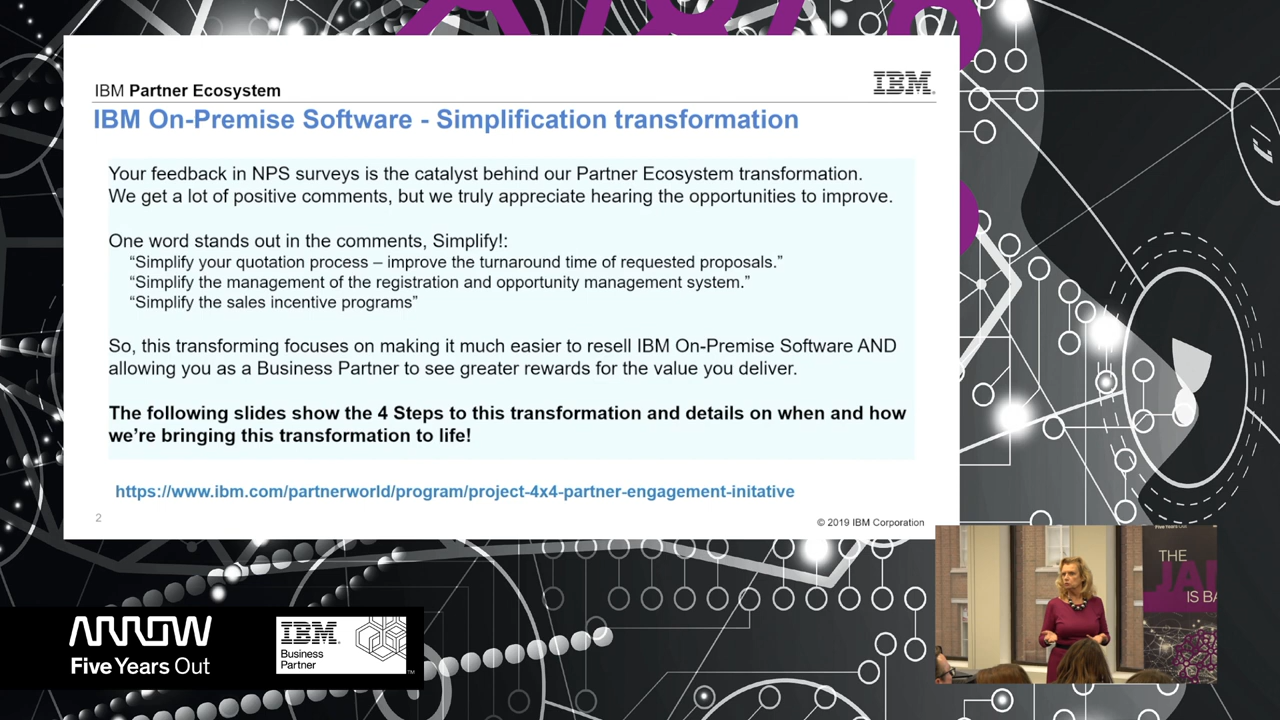 IBM Partner Ecosystem
IBM.
IBM On-Premise Software - Simplification transformation
Your feedback in NPS surveys is the catalyst behind our Partner Ecosystem transformation.
We get a lot of positive comments, but we truly appreciate hearing the opportunities to improve.
One word stands out in the comments, Simplify!:
“Simplify your quotation process – improve the turnaround time of requested proposals.”
“Simplify the management of the registration and opportunity management system.”
“Simplify the sales incentive programs”
So, this transforming focuses on making it much easier to resell IBM On-Premise Software AND
allowing you as a Business Partner to see greater rewards for the value you deliver.
The following slides show the 4 Steps to this transformation and details on when and how
we’re bringing this transformation to life!
https://www.ibm.com/partnerworld/program/project-4x4-partner-engagement-initative
2
© 2019 IBM Corporation
Five Years Out
THE
JA
IS BA
ARROW
Five Years Out
IBM.
Business
Partner
TM